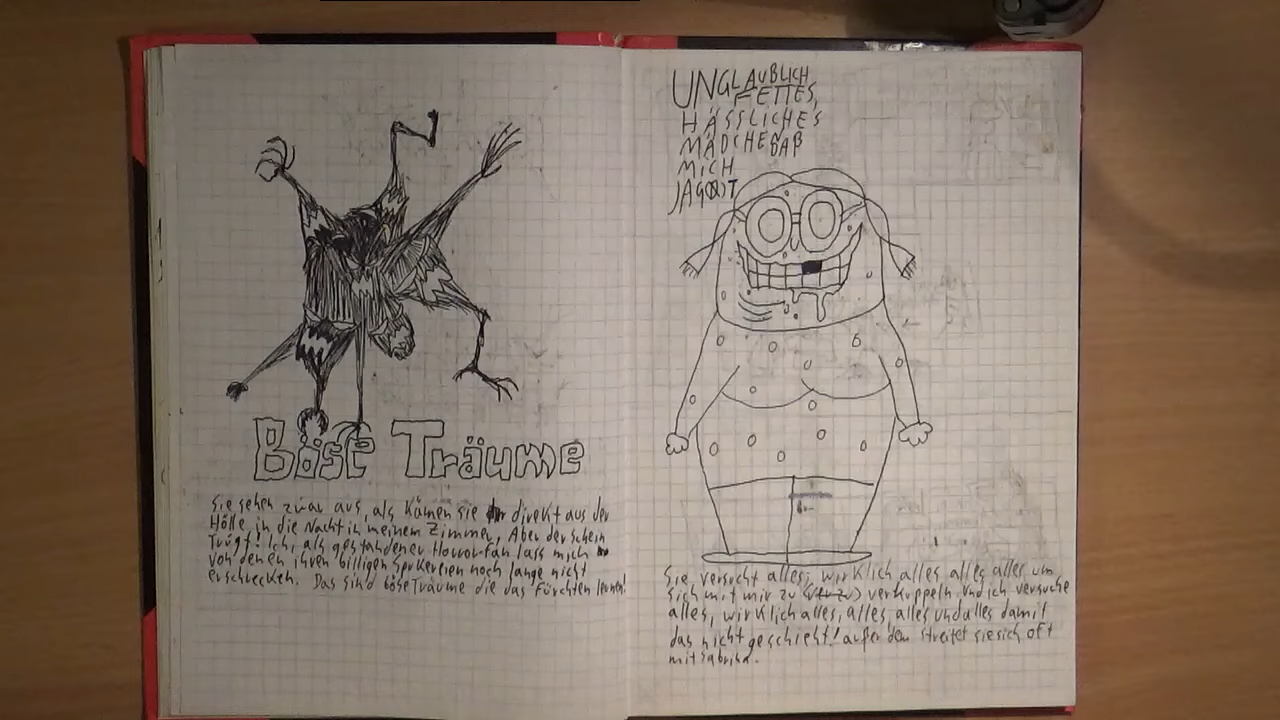 Böse Träume
Sie sehen zwar aus, als kämen sie direkt aus der
Hölle in die Nacht in meinem Zimmer, Aber der schein
Trügt! Ich, als gestandener Horror-fan lass mich
von denen ihren billigen Spukereien noch lange nicht
erschrecken. Das sind böse Träume die das Fürchten lernen!
UNGLAUBLICH
FETTES,
HÄSSLICHES
MÄDCHEN DAß
MICH
JAGT
Sie versucht alles, wirklich alles alles alles um
sich mit mir zu verkuppeln. Und ich versuche
alles, wirklich alles, alles, alles und alles damit
das nicht geschieht! außer dem streitet sie sich oft
mit Sabrina.